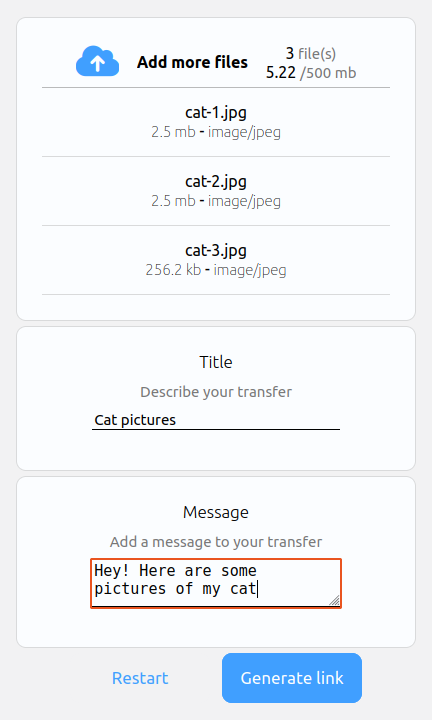 Add more files
3 file(s)
5.22 /500 mb
cat-1.jpg
2.5 mb - image/jpeg
cat-2.jpg
2.5 mb - image/jpeg
cat-3.jpg
256.2 kb - image/jpeg
Title
Describe your transfer
Cat pictures
Message
Add a message to your transfer
Hey! Here are some
pictures of my cat
Restart
Generate link